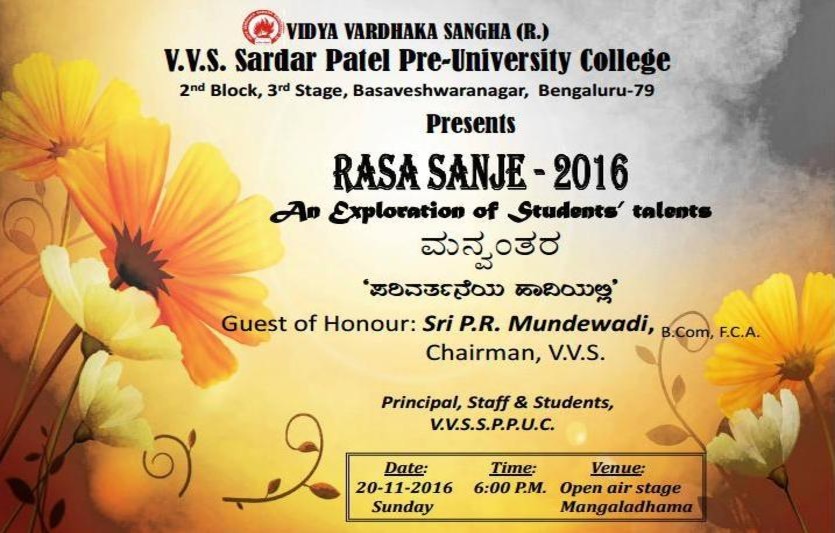 VIDYA VARDHAKA SANGHA (R.)
V.V.S. Sardar Patel Pre-University College
2nd Block, 3rd Stage, Basaveshwaranagar, Bengaluru-79
Presents
RASA SANJE - 2016
An Exploration of Students' talents
ಮನ್ವಂತರ
'ಪರಿವರ್ತನೆಯ ಹಾದಿಯಲ್ಲಿ'
Guest of Honour: Sri P.R. Mundewadi, B.Com, F.C.A.
Chairman, V.V.S.
Principal, Staff & Students,
V.V.S.S.P.P.U.C.
Date: Time: Venue:
20-11-2016 6:00 P.M. Open air stage
Sunday Mangaladhama